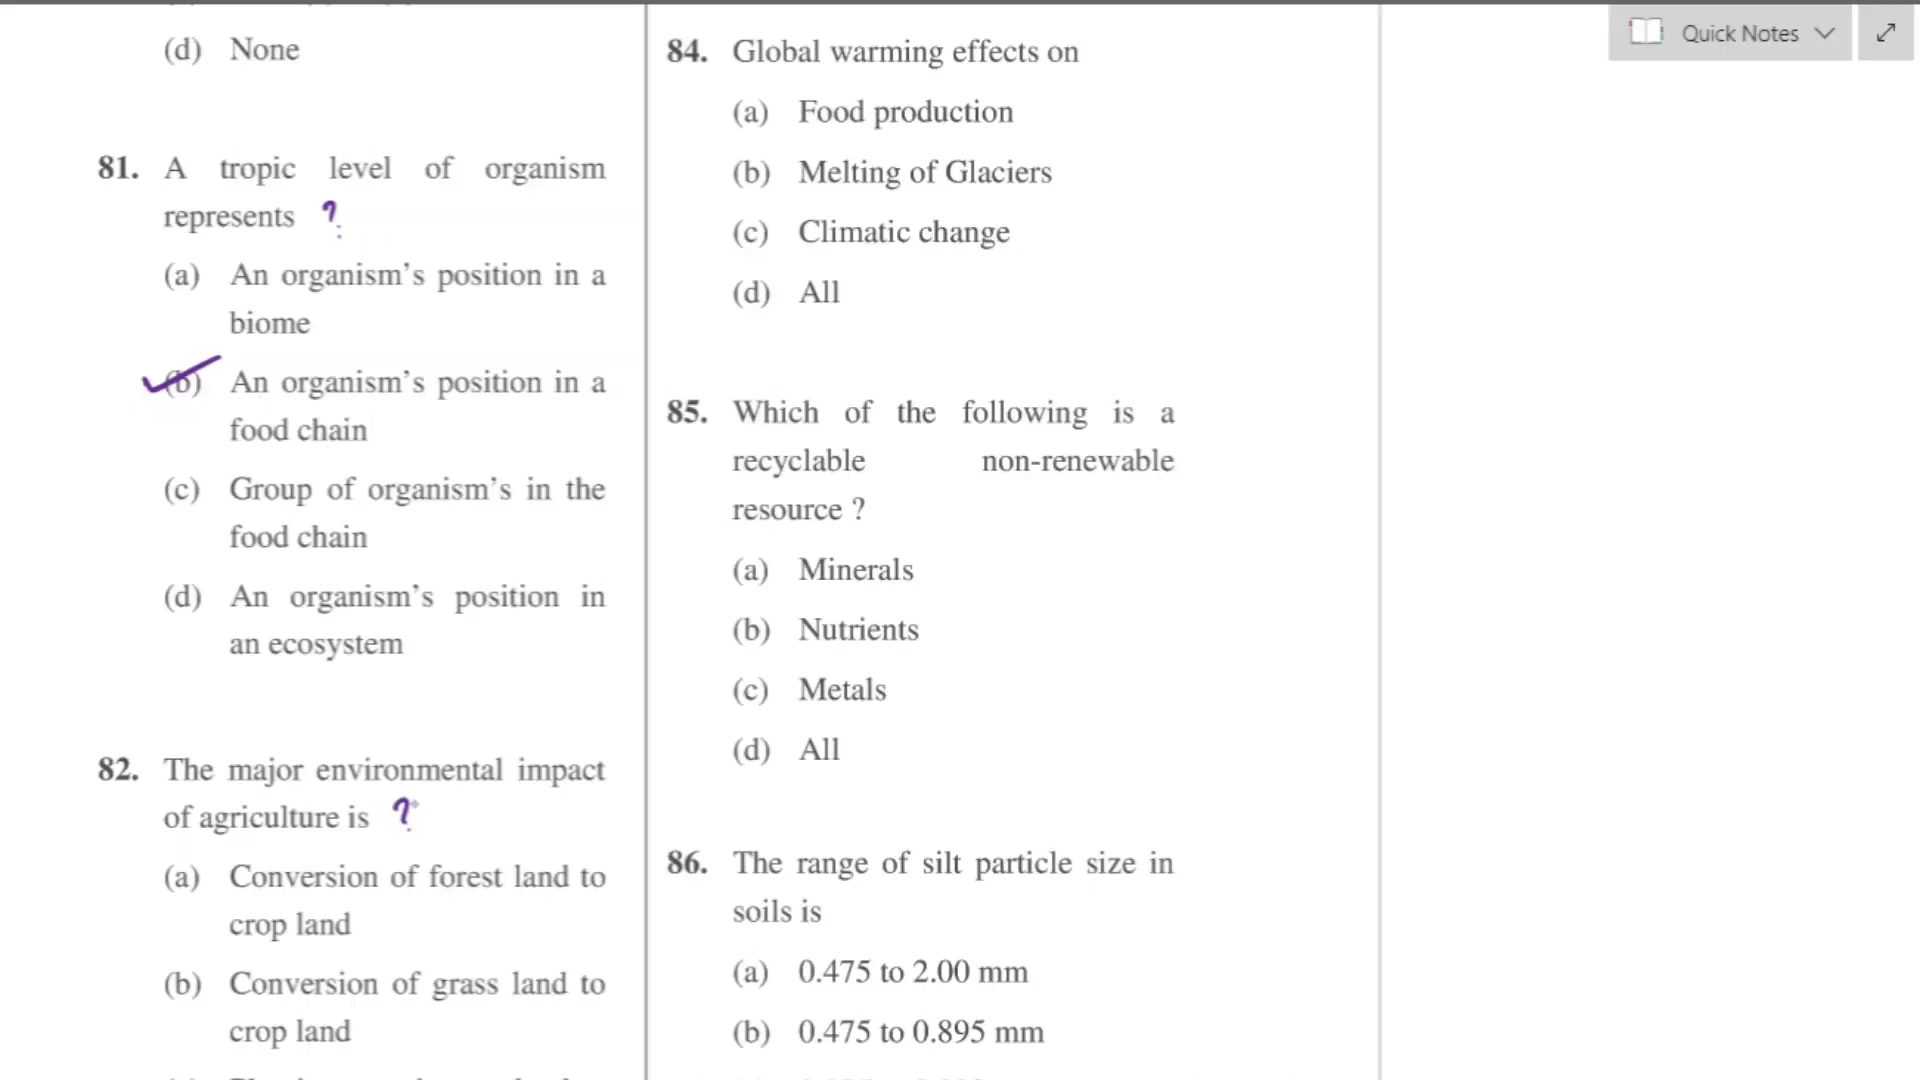 (d) None
81. A tropic level of organism
represents ?
(a) An organism's position in a
biome
(b) An organism's position in a
food chain
(c) Group of organism's in the
food chain
(d) An organism's position in
an ecosystem
82. The major environmental impact
of agriculture is ?
(a) Conversion of forest land to
crop land
(b) Conversion of grass land to
crop land
84. Global warming effects on
(a) Food production
(b) Melting of Glaciers
(c) Climatic change
(d) All
85. Which of the following is a
recyclable non-renewable
resource ?
(a) Minerals
(b) Nutrients
(c) Metals
(d) All
86. The range of silt particle size in
soils is
(a) 0.475 to 2.00 mm
(b) 0.475 to 0.895 mm
Quick Notes